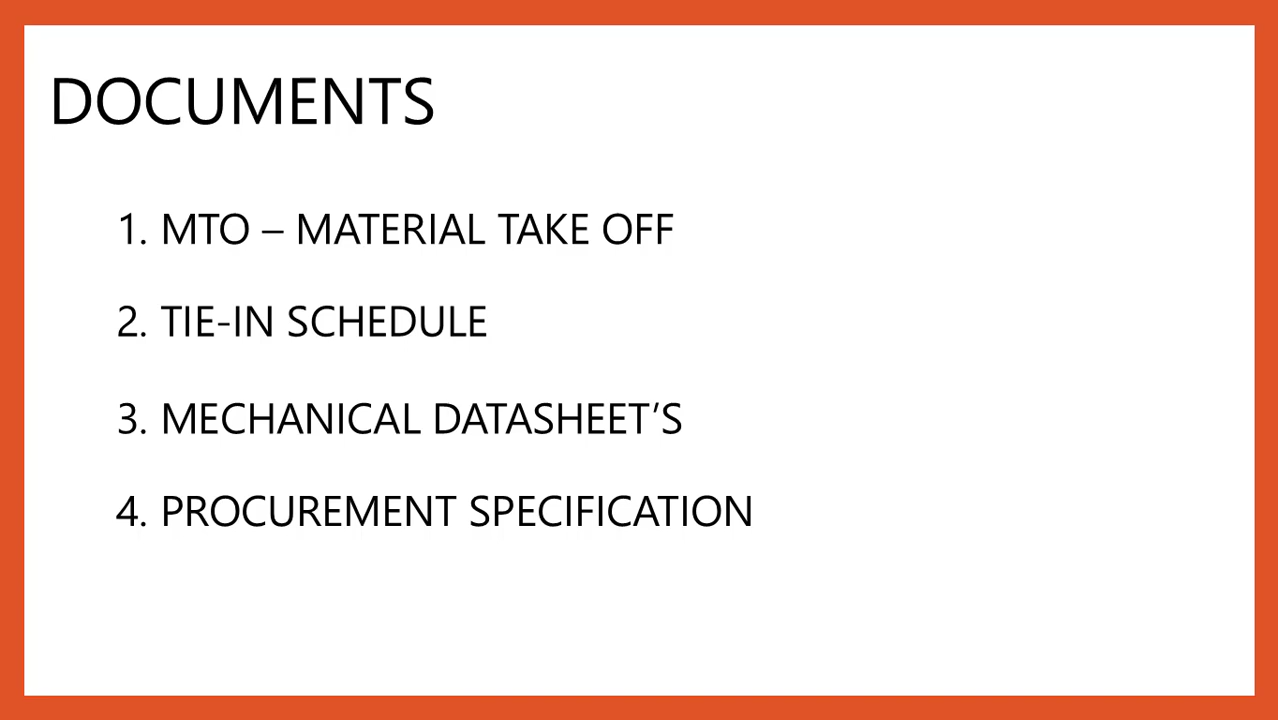 DOCUMENTS
1. MTO – MATERIAL TAKE OFF
2. TIE-IN SCHEDULE
3. MECHANICAL DATASHEET’S
4. PROCUREMENT SPECIFICATION